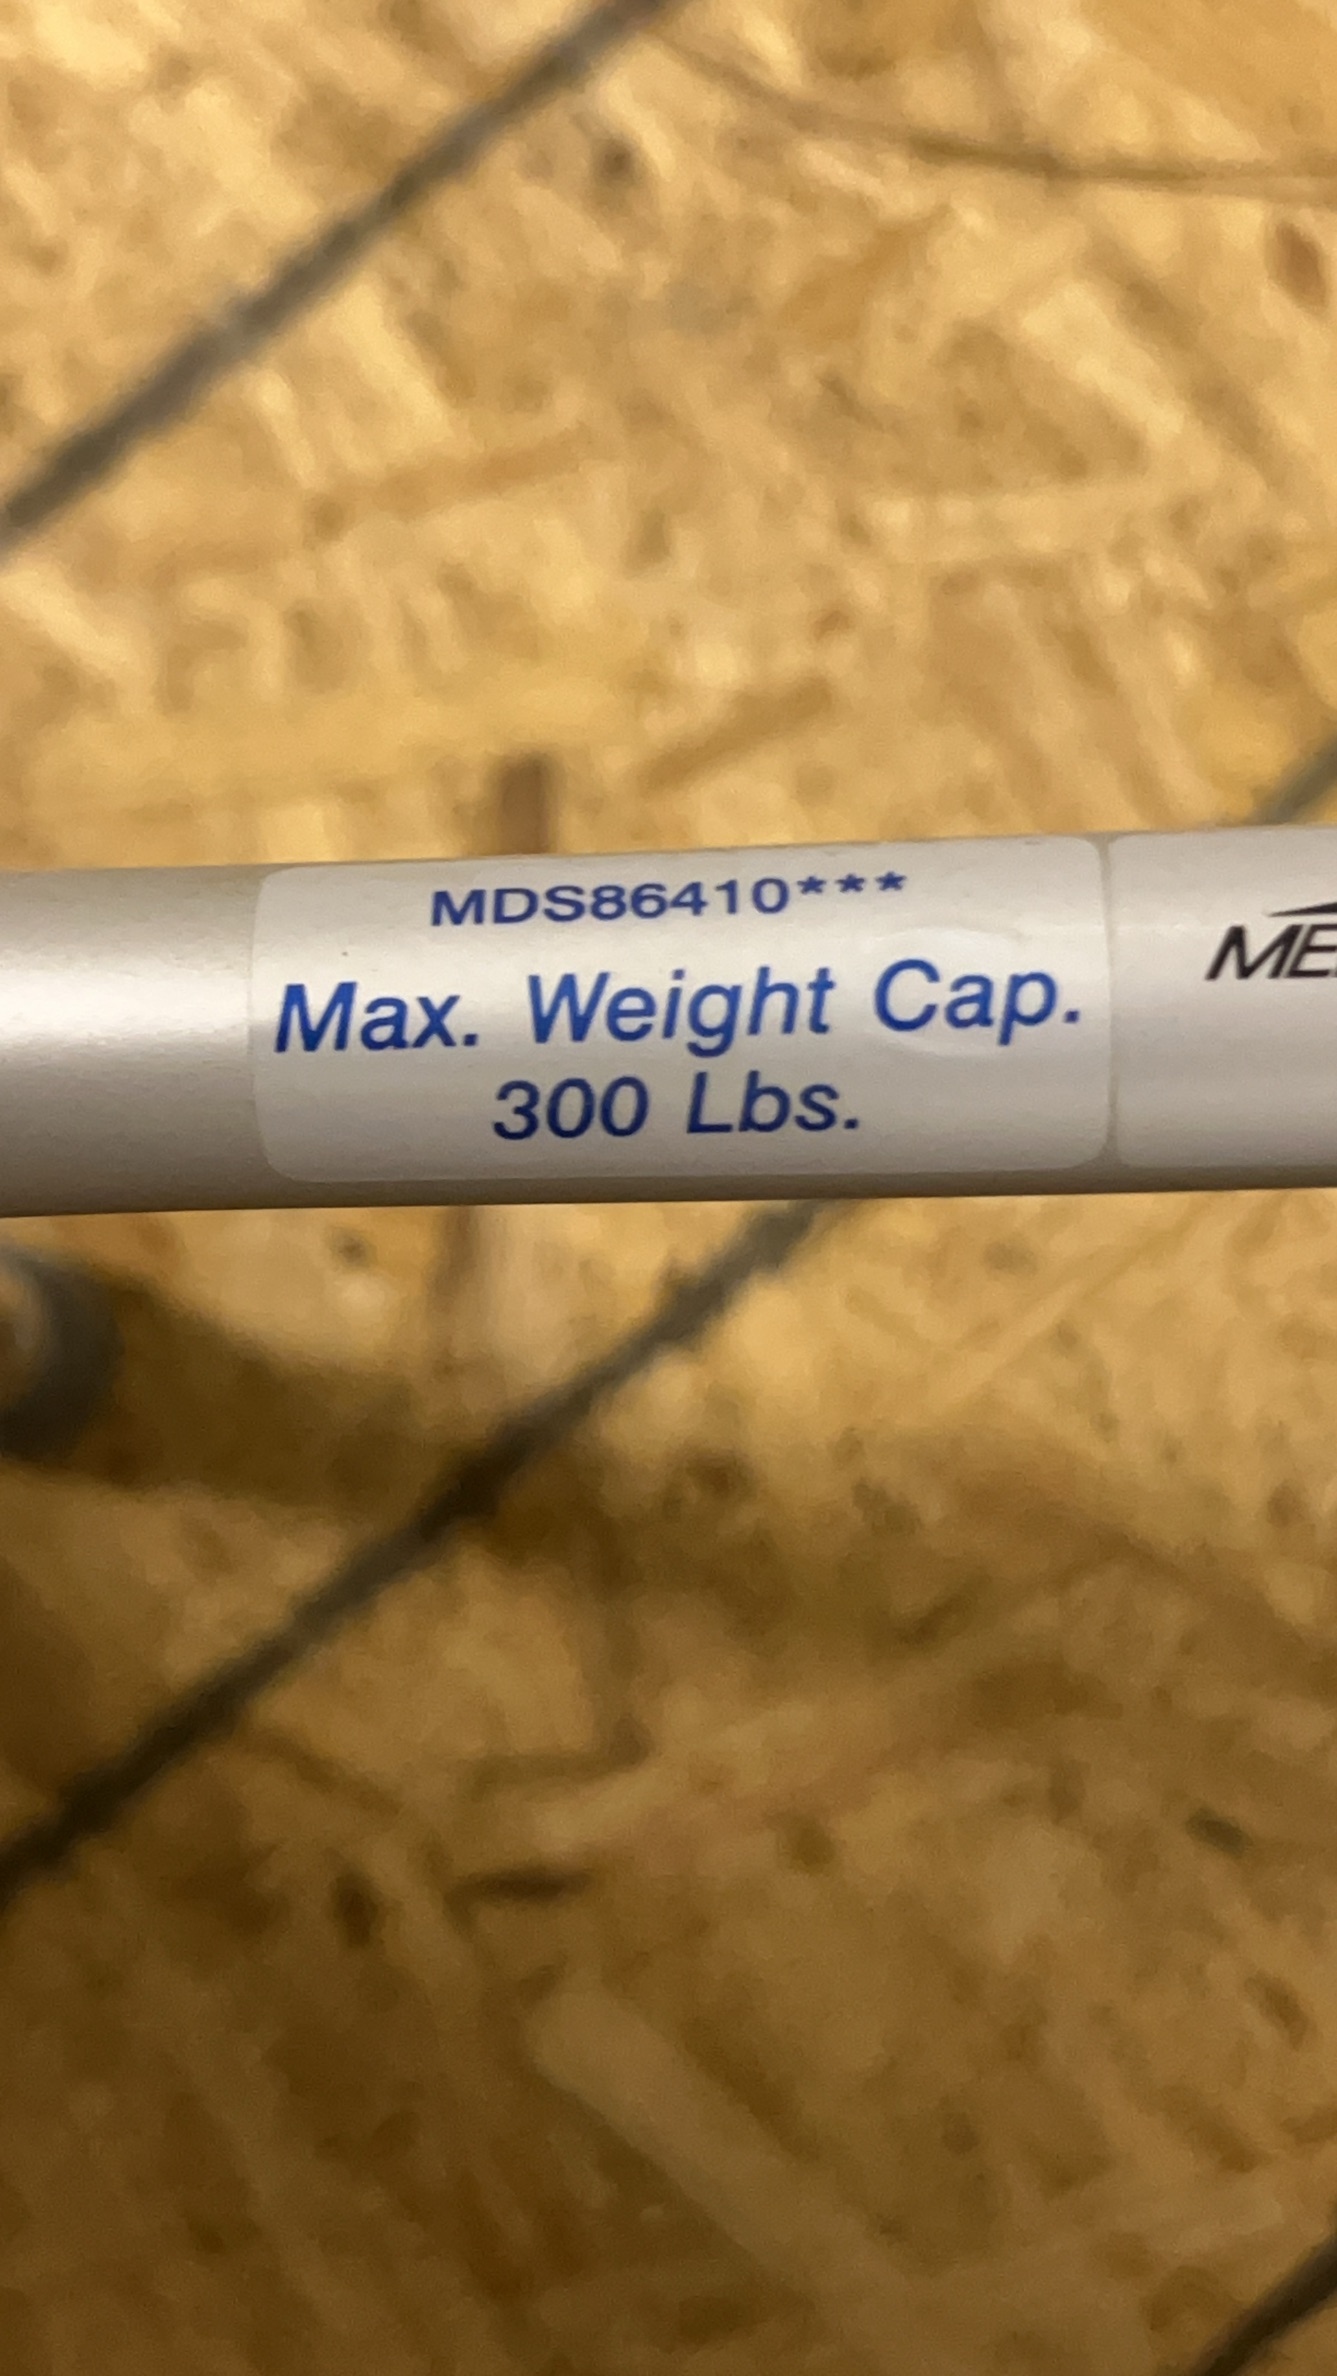 MDS86410***
Max. Weight Cap.
300 Lbs.